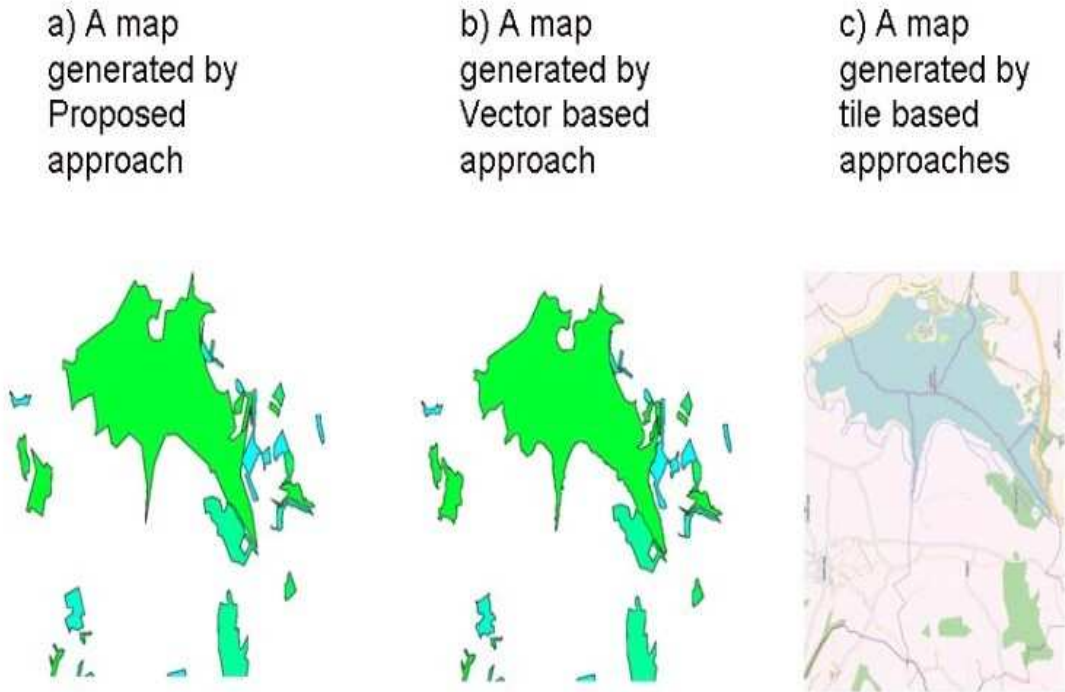 a) A map
generated by
Proposed
approach
b) A map
generated by
Vector based
approach
c) A map
generated by
tile based
approaches